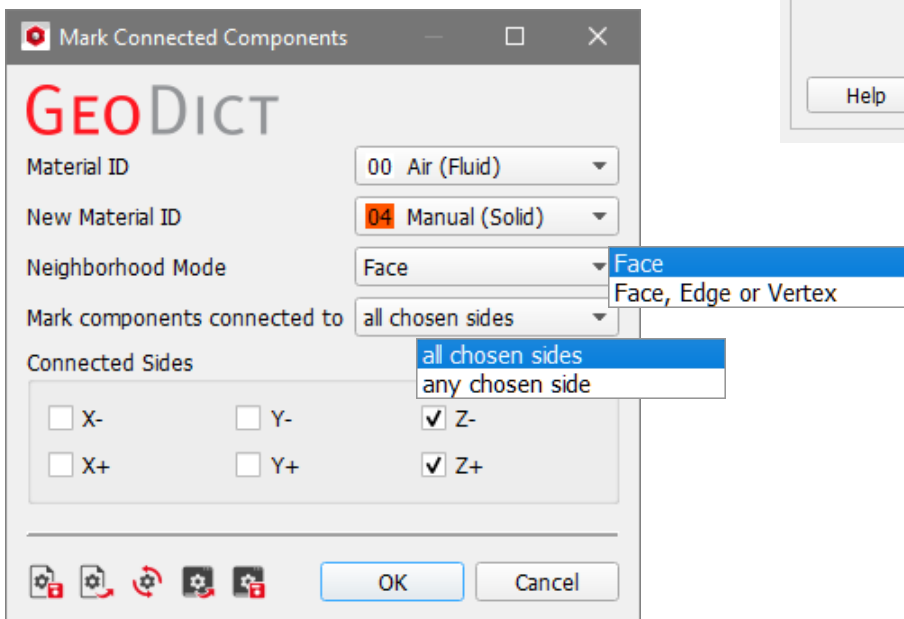 Mark Connected Components
Help
GEODICT
Material ID
00 Air (Fluid)
New Material ID
04 Manual (Solid)
Neighborhood Mode
Face
Face
Face, Edge or Vertex
Mark components connected to
all chosen sides
all chosen sides
any chosen side
Connected Sides
X-
Y-
Z-
X+
Y+
Z+
OK
Cancel